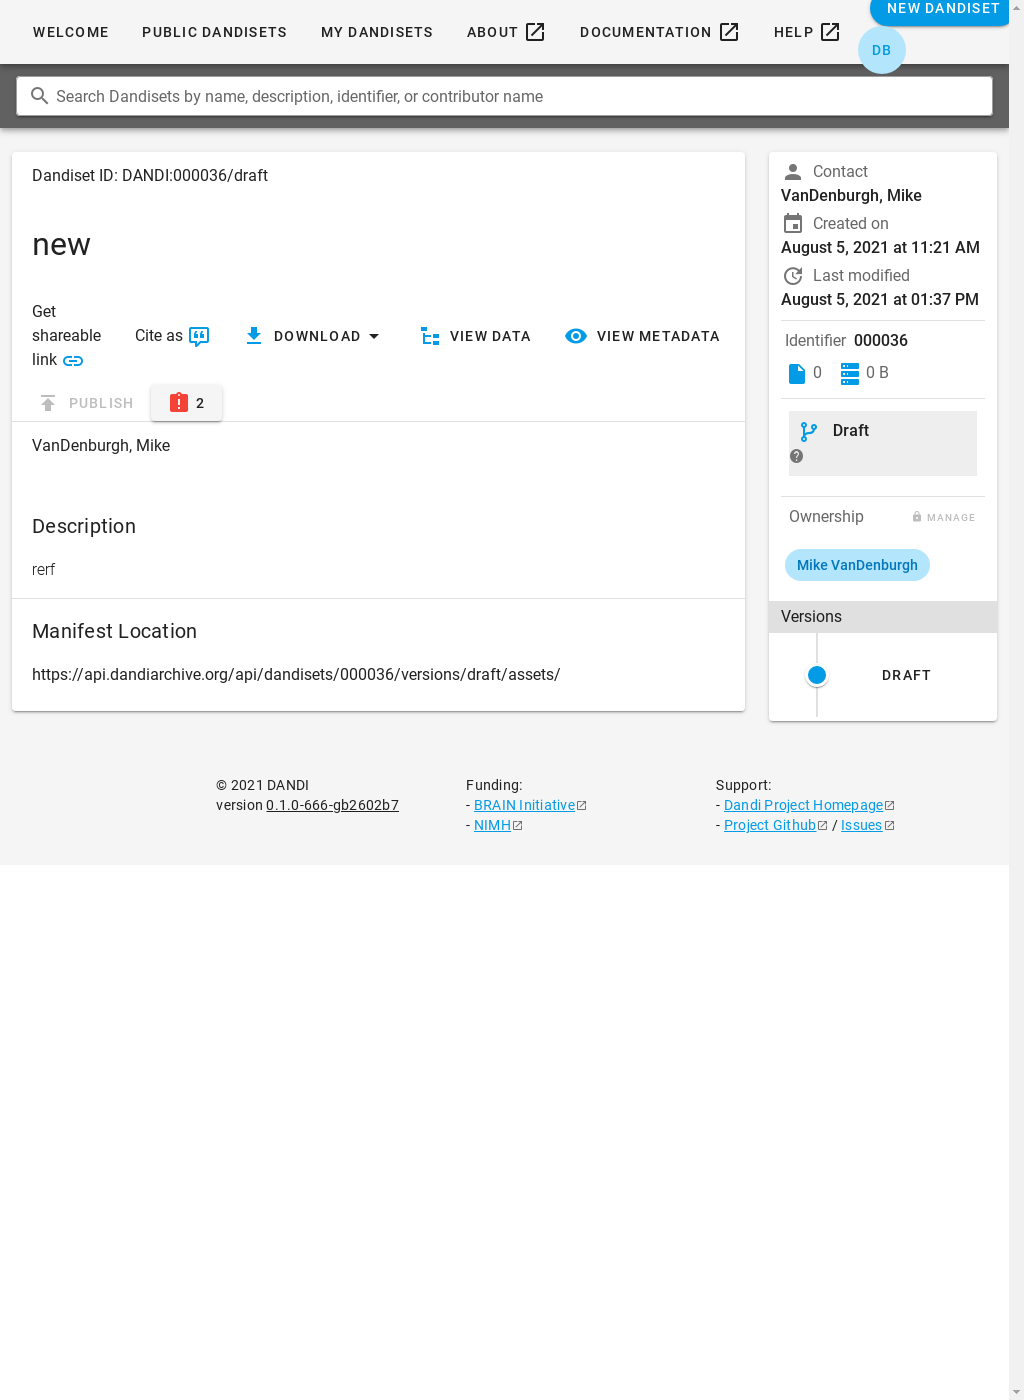 NEW DANDISET
WELCOME
PUBLIC DANDISETS
MY DANDISETS
ABOUT
DOCUMENTATION
HELP
DB
Search Dandisets by name, description, identifier, or contributor name
Dandiset ID: DANDI:000036/draft
new
Get
shareable
link
Cite as
DOWNLOAD
VIEW DATA
VIEW METADATA
PUBLISH
2
VanDenburgh, Mike
Description
rerf
Manifest Location
https://api.dandiarchive.org/api/dandisets/000036/versions/draft/assets/
Contact
VanDenburgh, Mike
Created on
August 5, 2021 at 11:21 AM
Last modified
August 5, 2021 at 01:37 PM
Identifier 000036
0
0 B
Draft
Ownership
MANAGE
Mike VanDenburgh
Versions
DRAFT
© 2021 DANDI
version 0.1.0-666-gb2602b7
Funding:
- BRAIN Initiative
- NIMH
Support:
- Dandi Project Homepage
- Project Github / Issues